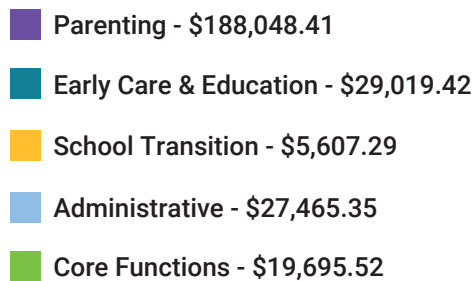 Parenting - $188,048.41
Early Care & Education - $29,019.42
School Transition - $5,607.29
Administrative - $27,465.35
Core Functions - $19,695.52